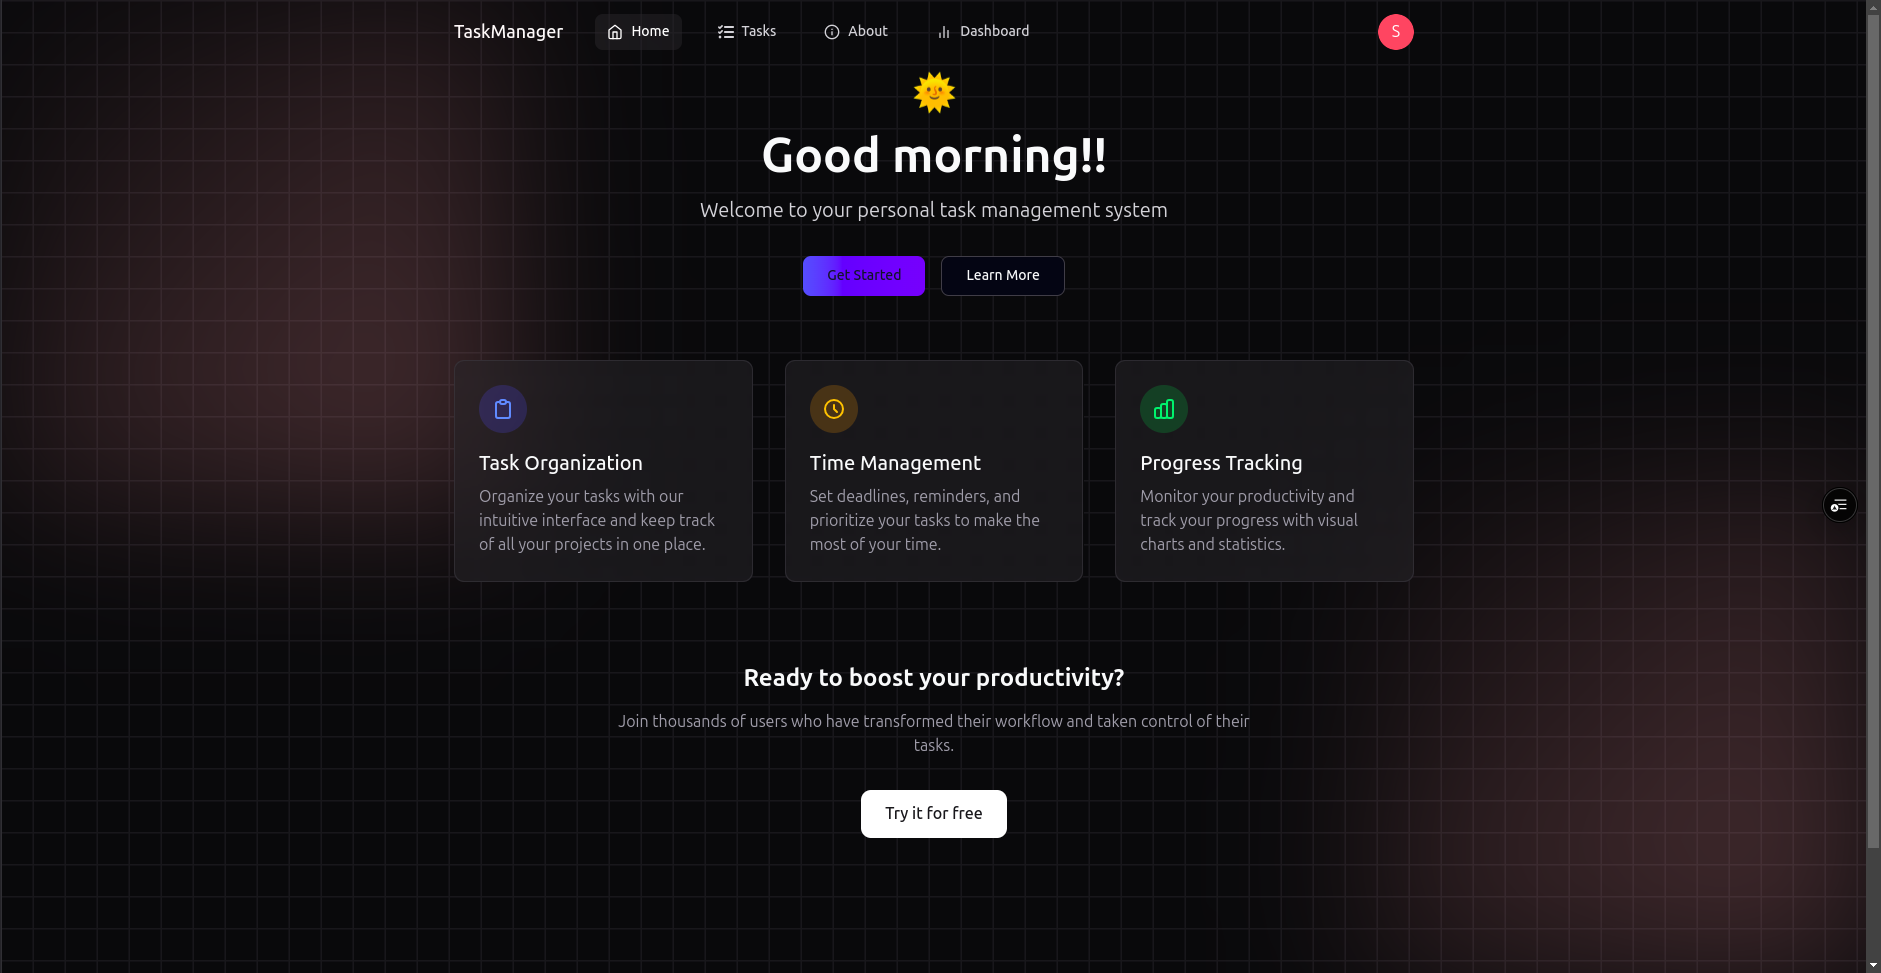 TaskManager Home Tasks About Dashboard S
Good morning!!
Welcome to your personal task management system
Get Started Learn More
Task Organization
Organize your tasks with our
intuitive interface and keep track
of all your projects in one place.
Time Management
Set deadlines, reminders, and
prioritize your tasks to make the
most of your time.
Progress Tracking
Monitor your productivity and
track your progress with visual
charts and statistics.
Ready to boost your productivity?
Join thousands of users who have transformed their workflow and taken control of their
tasks.
Try it for free